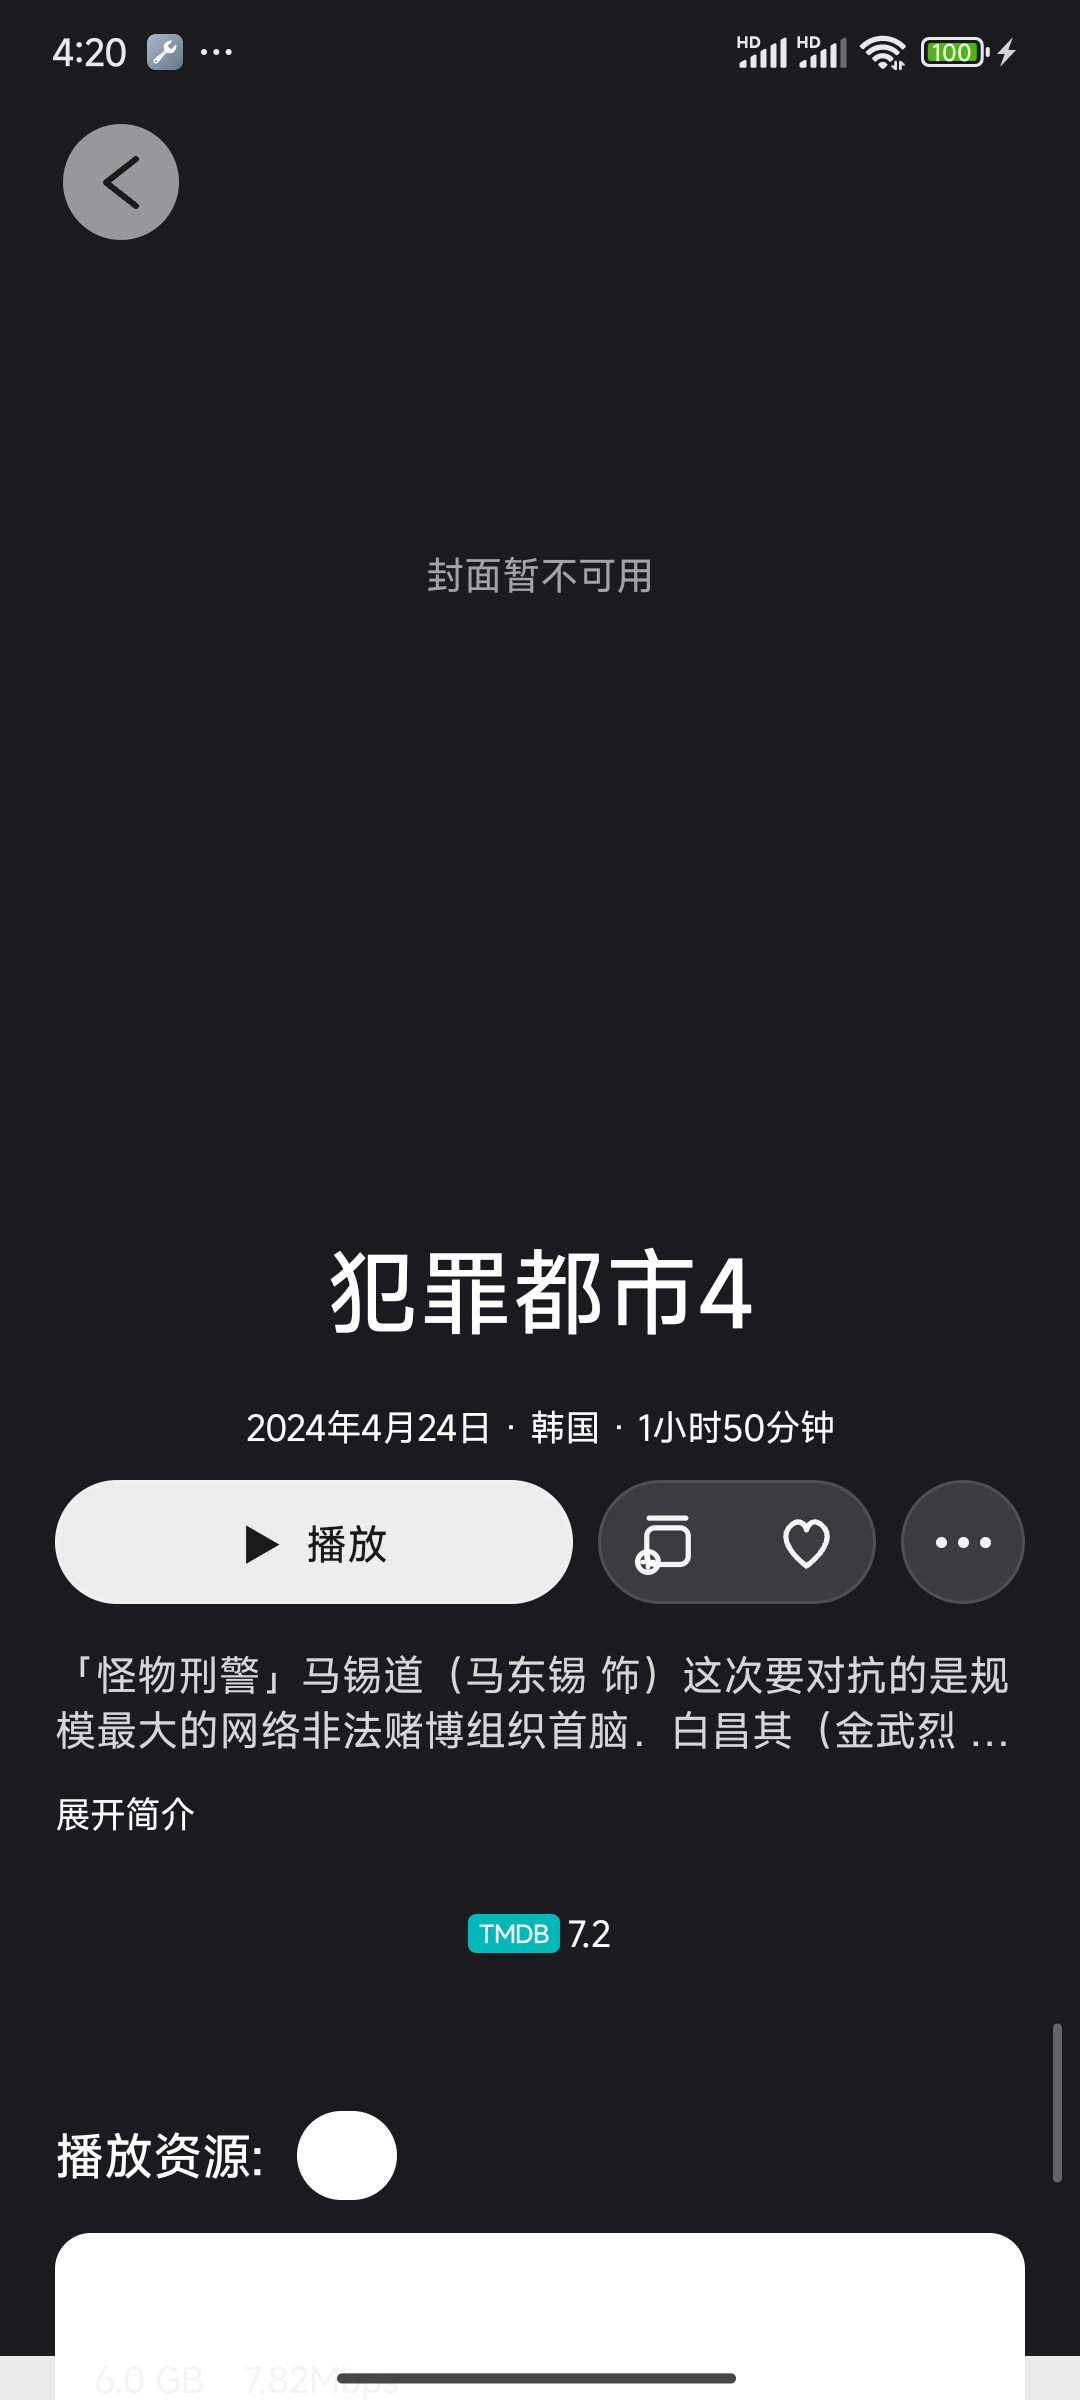 4:20
HD HD 100
封面暂不可用
犯罪都市4
2024年4月24日 · 韩国 · 1小时50分钟
播放
「怪物刑警」马锡道（马东锡 饰）这次要对抗的是规
模最大的网络非法赌博组织首脑．白昌其（金武烈 ...
展开简介
TMDB 7.2
播放资源:
6.0 GB 7.82Mbps